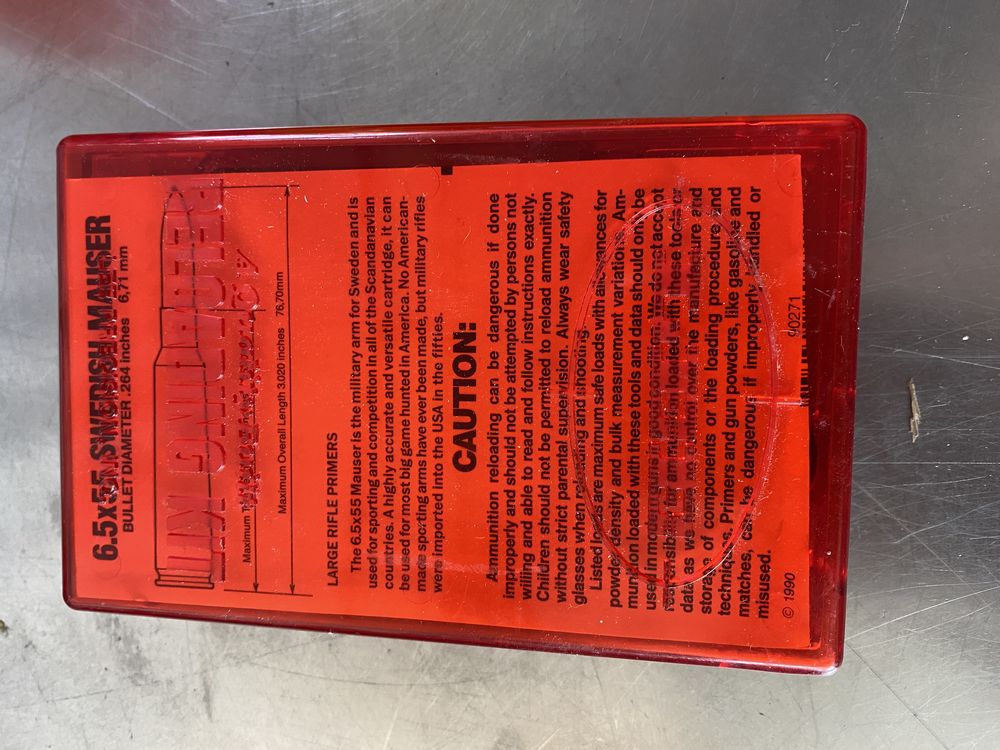 6.5x55 SWEDISH MAUSER
BULLET DIAMETER .264 inches 6,71 mm
LOADING KIT
Maximum
Maximum Overall Length 3.020 inches 76,70mm
LARGE RIFLE PRIMERS
The 6.5x55 Mauser is the military arm for Sweden and is
used for sporting and competition in all of the Scandanavian
countries. A highly accurate and versatile cartridge, it can
be used for most big game hunted in America. No American-
made sporting arms have ever been made, but military rifles
were imported into the USA in the fifties.
CAUTION:
Ammunition reloading can be dangerous if done
improperly and should not be attempted by persons not
willing and able to read and follow instructions exactly.
Children should not be permitted to reload ammunition
without strict parental supervision. Always wear safety
glasses when reloading and shooting.
Listed loads are maximum safe loads with allowances for
powder density and bulk measurement variation. Am-
munition loaded with these tools and data should only be
used in modern guns in good condition. We do not accept
responsibility for ammunition loaded with these tools or
data as we have no control over the manufacture and
storage of components or the loading procedure and
techniques. Primers and gun powders, like gasoline and
matches, can be dangerous if improperly handled or
misused.
© 1990
90271